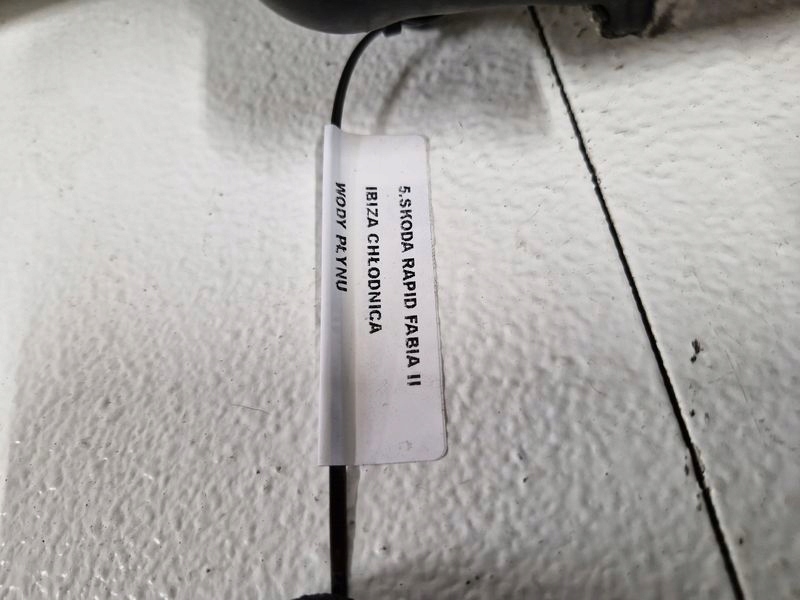 5.SKODA RAPID FABIA II
IBIZA CHŁODNICA
WODY PŁYNU